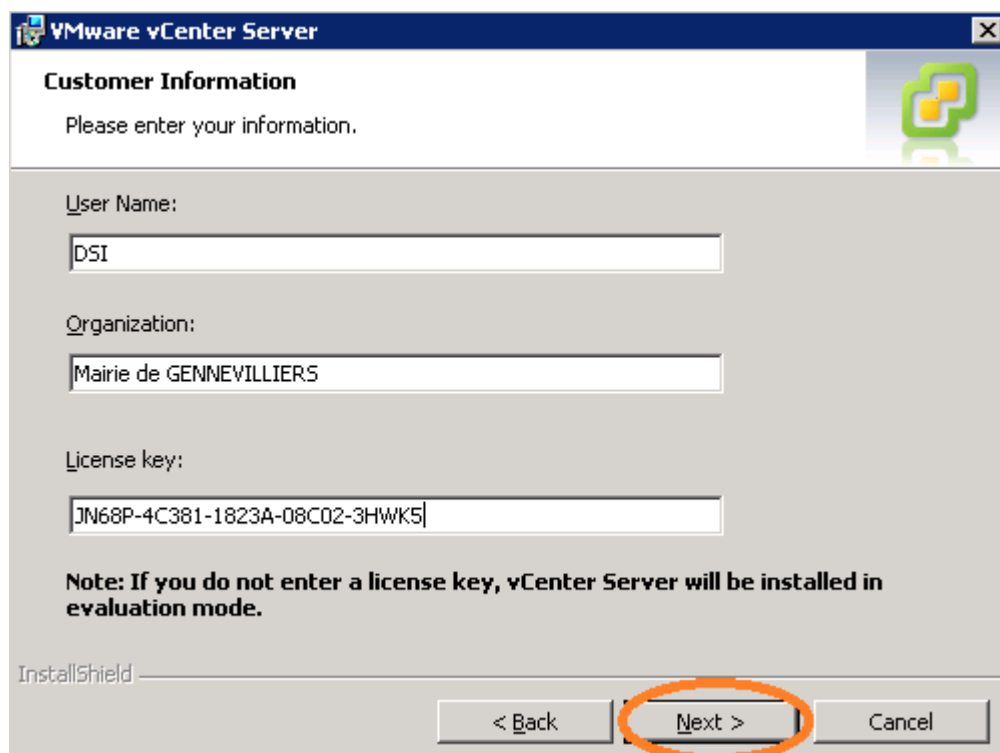 VMware vCenter Server
Customer Information
Please enter your information.
User Name:
DSI
Organization:
Mairie de GENNEVILLIERS
License key:
JN68P-4C381-1823A-08C02-3HWK5
Note: If you do not enter a license key, vCenter Server will be installed in
evaluation mode.
InstallShield
< Back Next > Cancel